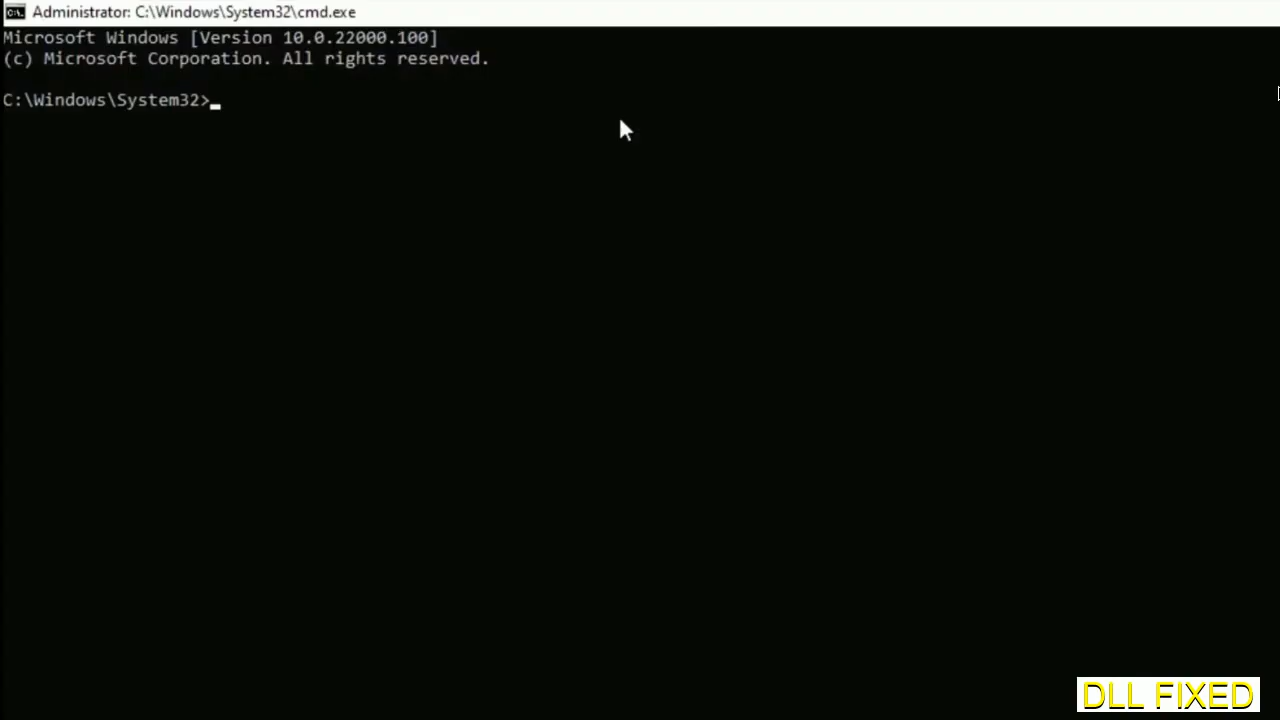 Administrator: C:\Windows\System32\cmd.exe
Microsoft Windows [Version 10.0.22000.100]
(c) Microsoft Corporation. All rights reserved.
C:\Windows\System32>
DLL FIXED